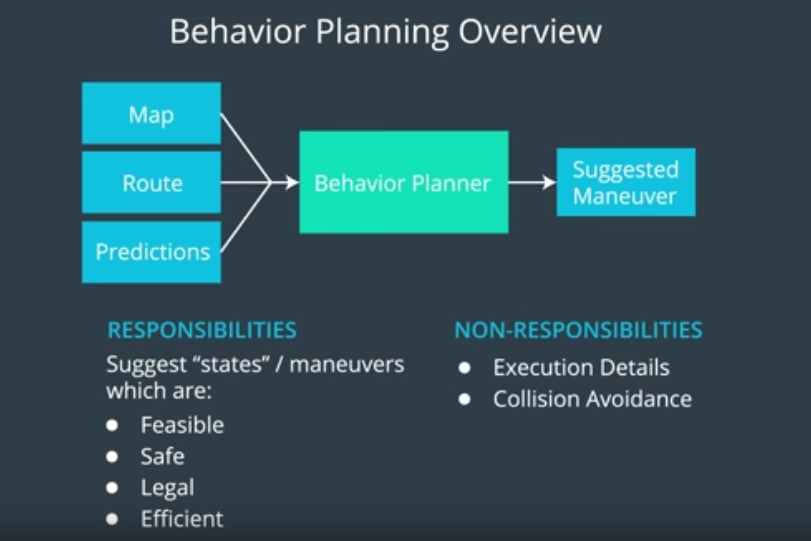 Behavior Planning Overview
Map
Route
Predictions
Behavior Planner
Suggested
Maneuver
RESPONSIBILITIES
Suggest “states” / maneuvers
which are:
● Feasible
● Safe
● Legal
● Efficient
NON-RESPONSIBILITIES
● Execution Details
● Collision Avoidance